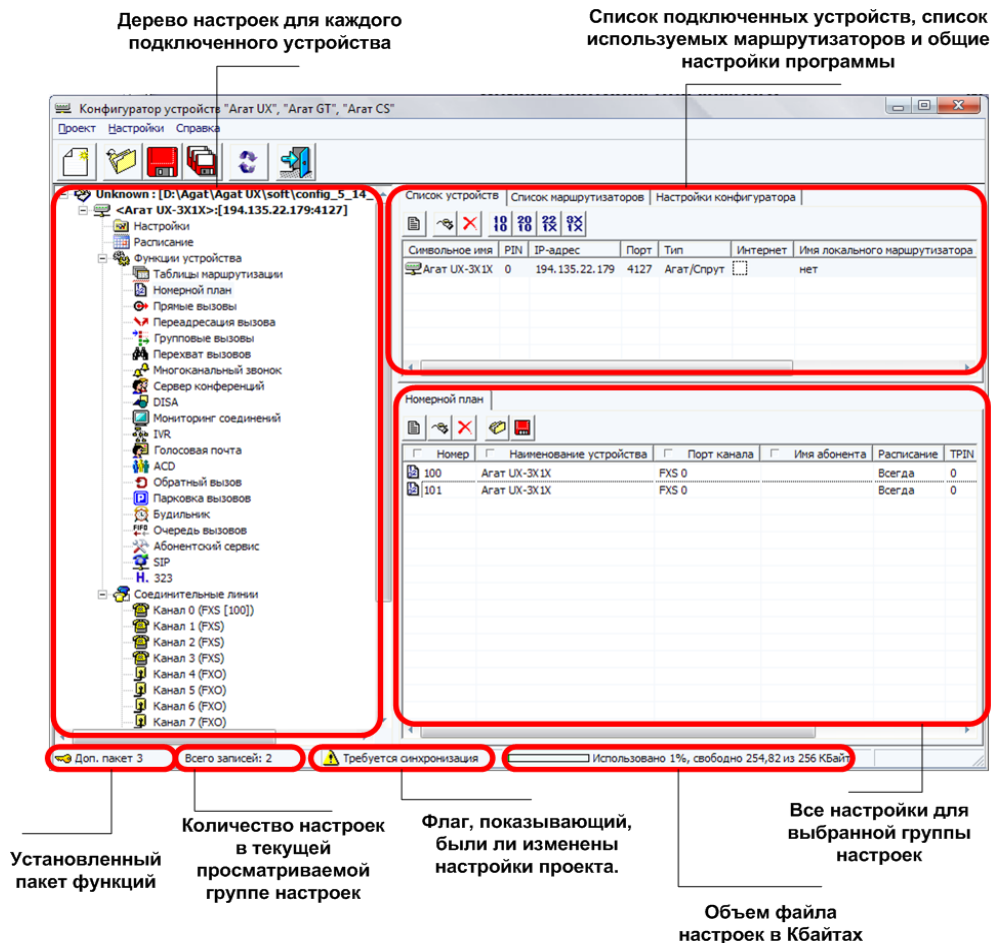 Дерево настроек для каждого
подключенного устройства
Список подключенных устройств, список
используемых маршрутизаторов и общие
настройки программы
Конфигуратор устройств "Агат UX", "Агат GT", "Агат CS"
Проект Настройки Справка
Unknown : [D:\Agat\Agat UX\soft\config_5_14_
<Агат UX-3X1X>:[194.135.22.179:4127]
Настройки
Расписание
Функции устройства
Таблицы маршрутизации
Номерной план
Прямые вызовы
Переадресация вызова
Групповые вызовы
Перехват вызовов
Многоканальный звонок
Сервер конференций
DISA
Мониторинг соединений
IVR
Голосовая почта
ACD
Обратный вызов
Парковка вызовов
Будильник
Очередь вызовов
Абонентский сервис
SIP
H. 323
Соединительные линии
Канал 0 (FXS [100])
Канал 1 (FXS)
Канал 2 (FXS)
Канал 3 (FXS)
Канал 4 (FXO)
Канал 5 (FXO)
Канал 6 (FXO)
Канал 7 (FXO)
Список устройств Список маршрутизаторов Настройки конфигуратора
Символьное имя PIN IP-адрес Порт Тип Интернет Имя локального маршрутизатора
Агат UX-3X1X 0 194.135.22.179 4127 Агат/Спрут нет
Номерной план
Номер Наименование устройства Порт канала Имя абонента Расписание TPIN
100 Агат UX-3X1X FXS 0 Всегда 0
101 Агат UX-3X1X FXS 0 Всегда 0
Доп. пакет 3 Всего записей: 2 Требуется синхронизация Использовано 1%, свободно 254,82 из 256 КБайт
Установленный
пакет функций
Количество настроек
в текущей
просматриваемой
группе настроек
Флаг, показывающий,
были ли изменены
настройки проекта.
Все настройки для
выбранной группы
настроек
Объем файла
настроек в Кбайтах